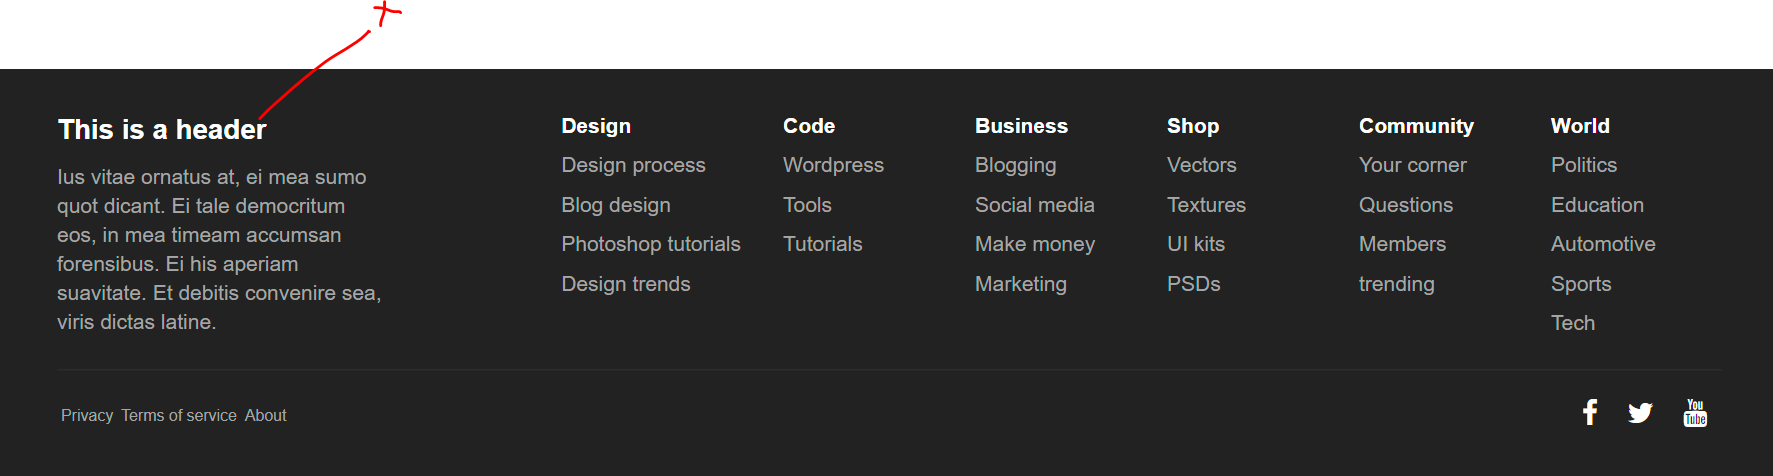 x
This is a header
Ius vitae ornatus at, ei mea sumo
quot dicant. Ei tale democritum
eos, in mea timeam accumsan
forensibus. Ei his aperiam
suavitate. Et debitis convenire sea,
viris dictas latine.
Design
Design process
Blog design
Photoshop tutorials
Design trends
Code
Wordpress
Tools
Tutorials
Business
Blogging
Social media
Make money
Marketing
Shop
Vectors
Textures
UI kits
PSDs
Community
Your corner
Questions
Members
trending
World
Politics
Education
Automotive
Sports
Tech
Privacy Terms of service About
You
Tube